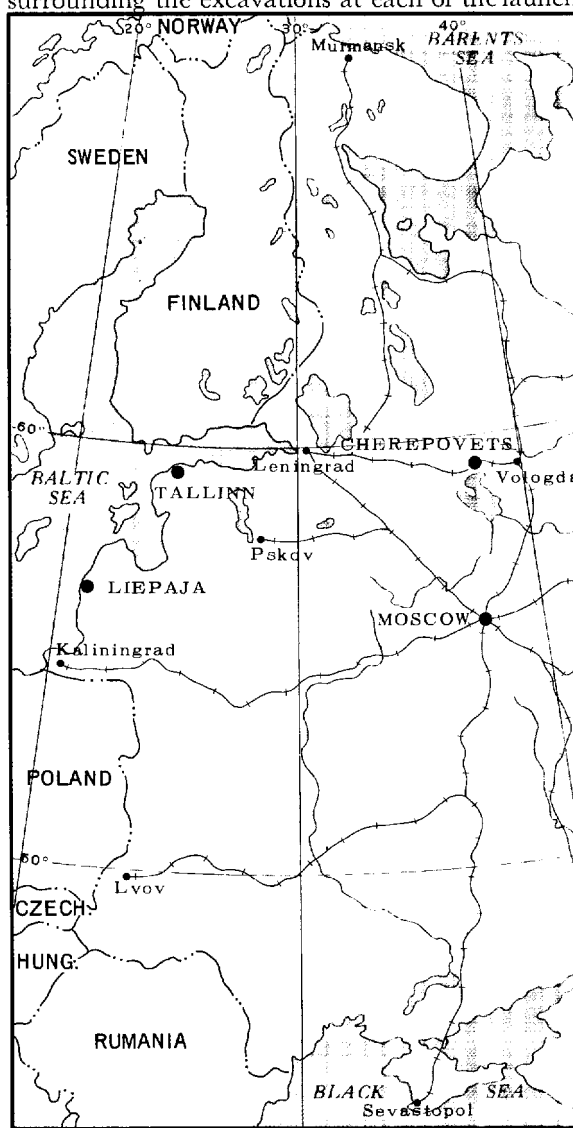 surrounding the excavations at each of the launch
20° NORWAY 30° 40°
Murmansk BARENTS
SEA
SWEDEN
FINLAND
60°
CHEREPOVETS
Leningrad
Vologda
BALTIC
SEA
TALLINN
Pskov
LIEPAJA
MOSCOW
Kaliningrad
POLAND
50°
Lvov
CZECH.
HUNG.
RUMANIA
BLACK SEA
Sevastopol